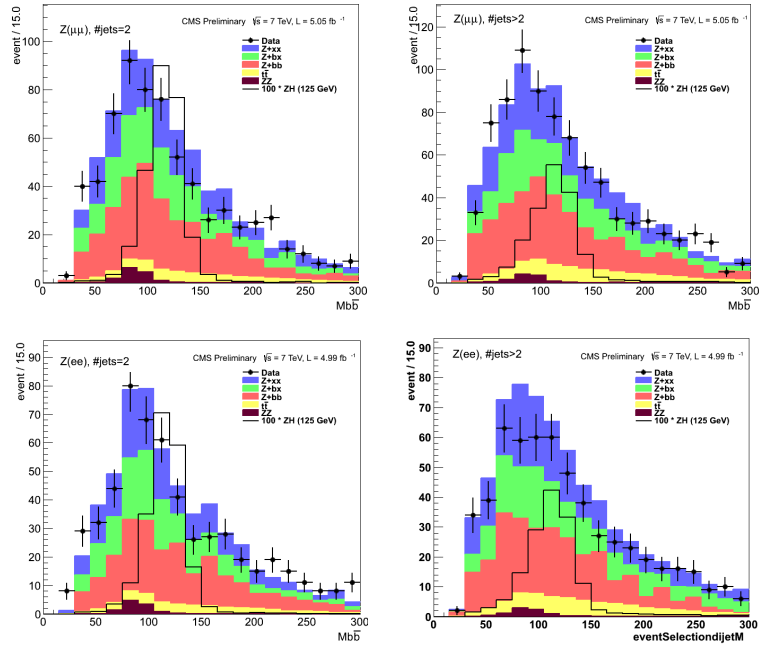 Z(μμ), #jets=2
CMS Preliminary √s = 7 TeV, L = 5.05 fb⁻¹
event / 15.0
100
80
60
40
20
0
Data
Z+xx
Z+bx
Z+bb
tt̅
ZZ
100 * ZH (125 GeV)
0 50 100 150 200 250 300
Mbb̅
Z(μμ), #jets>2
CMS Preliminary √s = 7 TeV, L = 5.05 fb⁻¹
event / 15.0
120
100
80
60
40
20
0
Data
Z+xx
Z+bx
Z+bb
tt̅
ZZ
100 * ZH (125 GeV)
0 50 100 150 200 250 300
Mbb̅
Z(ee), #jets=2
CMS Preliminary √s = 7 TeV, L = 4.99 fb⁻¹
event / 15.0
90
80
70
60
50
40
30
20
10
0
Data
Z+xx
Z+bx
Z+bb
tt̅
ZZ
100 * ZH (125 GeV)
0 50 100 150 200 250 300
Mbb̅
Z(ee), #jets>2
CMS Preliminary √s = 7 TeV, L = 4.99 fb⁻¹
event / 15.0
90
80
70
60
50
40
30
20
10
0
Data
Z+xx
Z+bx
Z+bb
tt̅
ZZ
100 * ZH (125 GeV)
0 50 100 150 200 250 300
eventSelectiondijetM